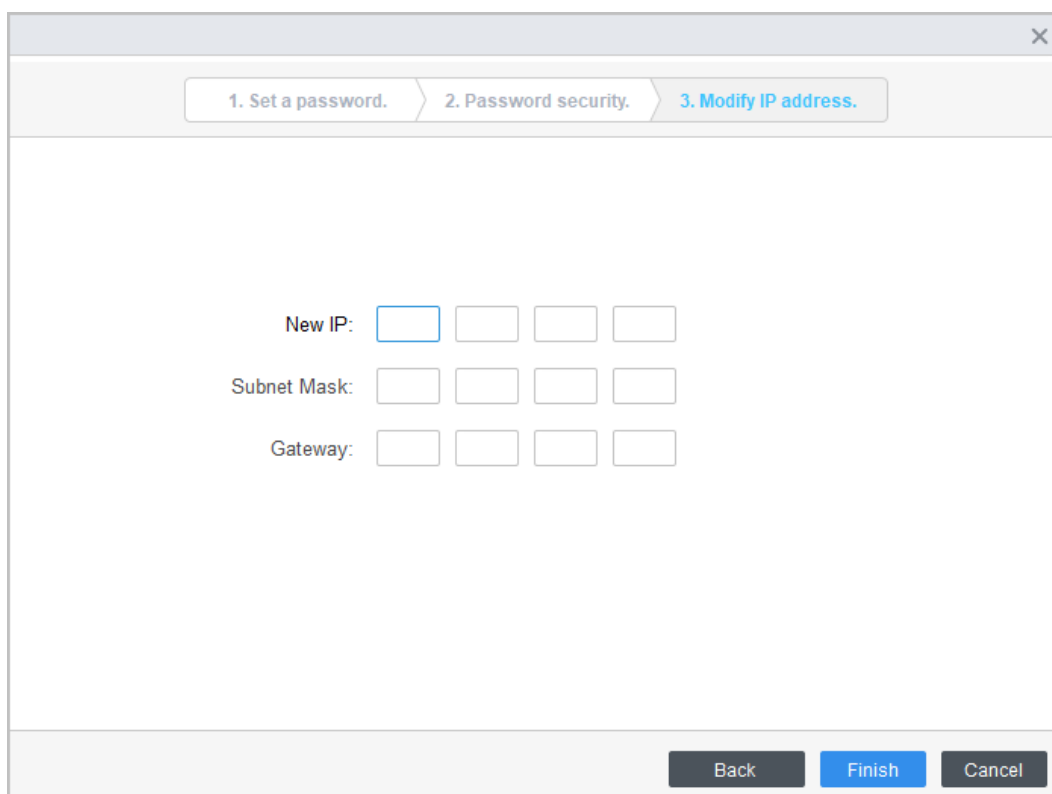 1. Set a password. 2. Password security. 3. Modify IP address.
New IP:
Subnet Mask:
Gateway:
Back Finish Cancel